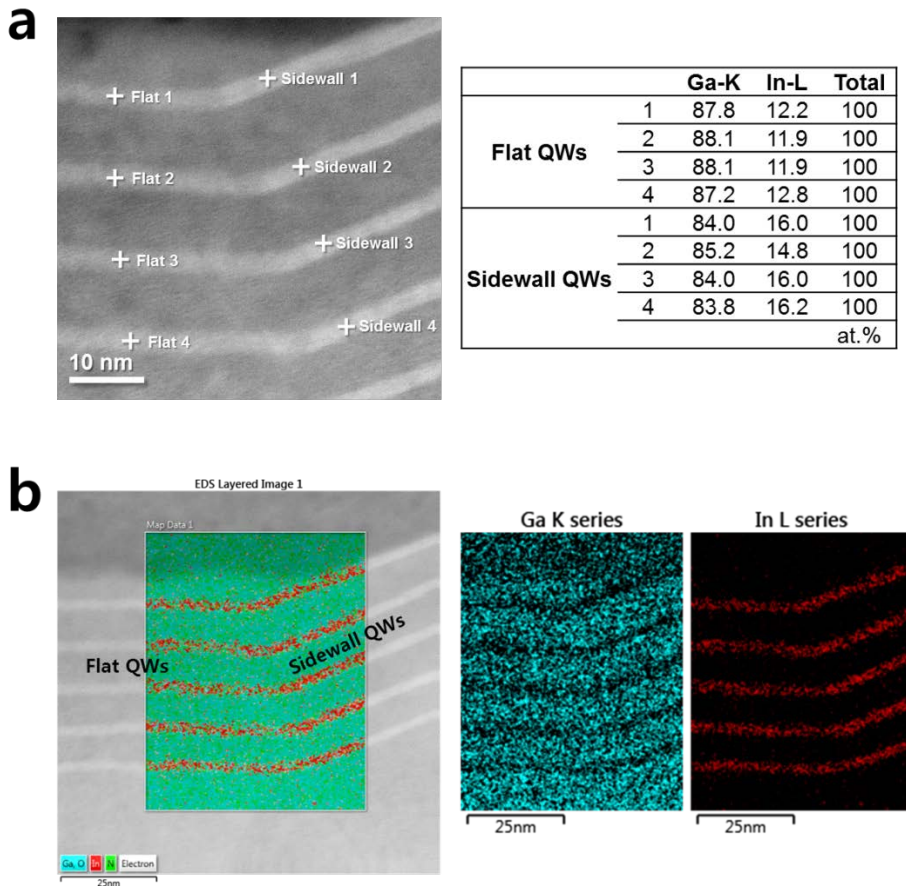 a
Sidewall 1
Flat 1
Sidewall 2
Flat 2
Sidewall 3
Flat 3
Sidewall 4
Flat 4
10 nm
Ga-K In-L Total
Flat QWs
1 87.8 12.2 100
2 88.1 11.9 100
3 88.1 11.9 100
4 87.2 12.8 100
Sidewall QWs
1 84.0 16.0 100
2 85.2 14.8 100
3 84.0 16.0 100
4 83.8 16.2 100
at.%
b
EDS Layered Image 1
Map Data 1
Flat QWs
Sidewall QWs
Ga, O In N Electron
25nm
Ga K series
25nm
In L series
25nm